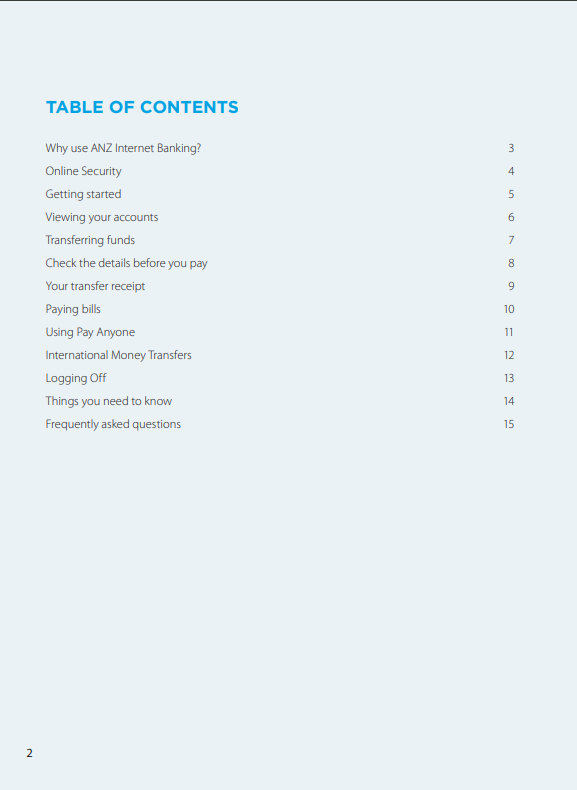 TABLE OF CONTENTS
Why use ANZ Internet Banking? 3
Online Security 4
Getting started 5
Viewing your accounts 6
Transferring funds 7
Check the details before you pay 8
Your transfer receipt 9
Paying bills 10
Using Pay Anyone 11
International Money Transfers 12
Logging Off 13
Things you need to know 14
Frequently asked questions 15
2